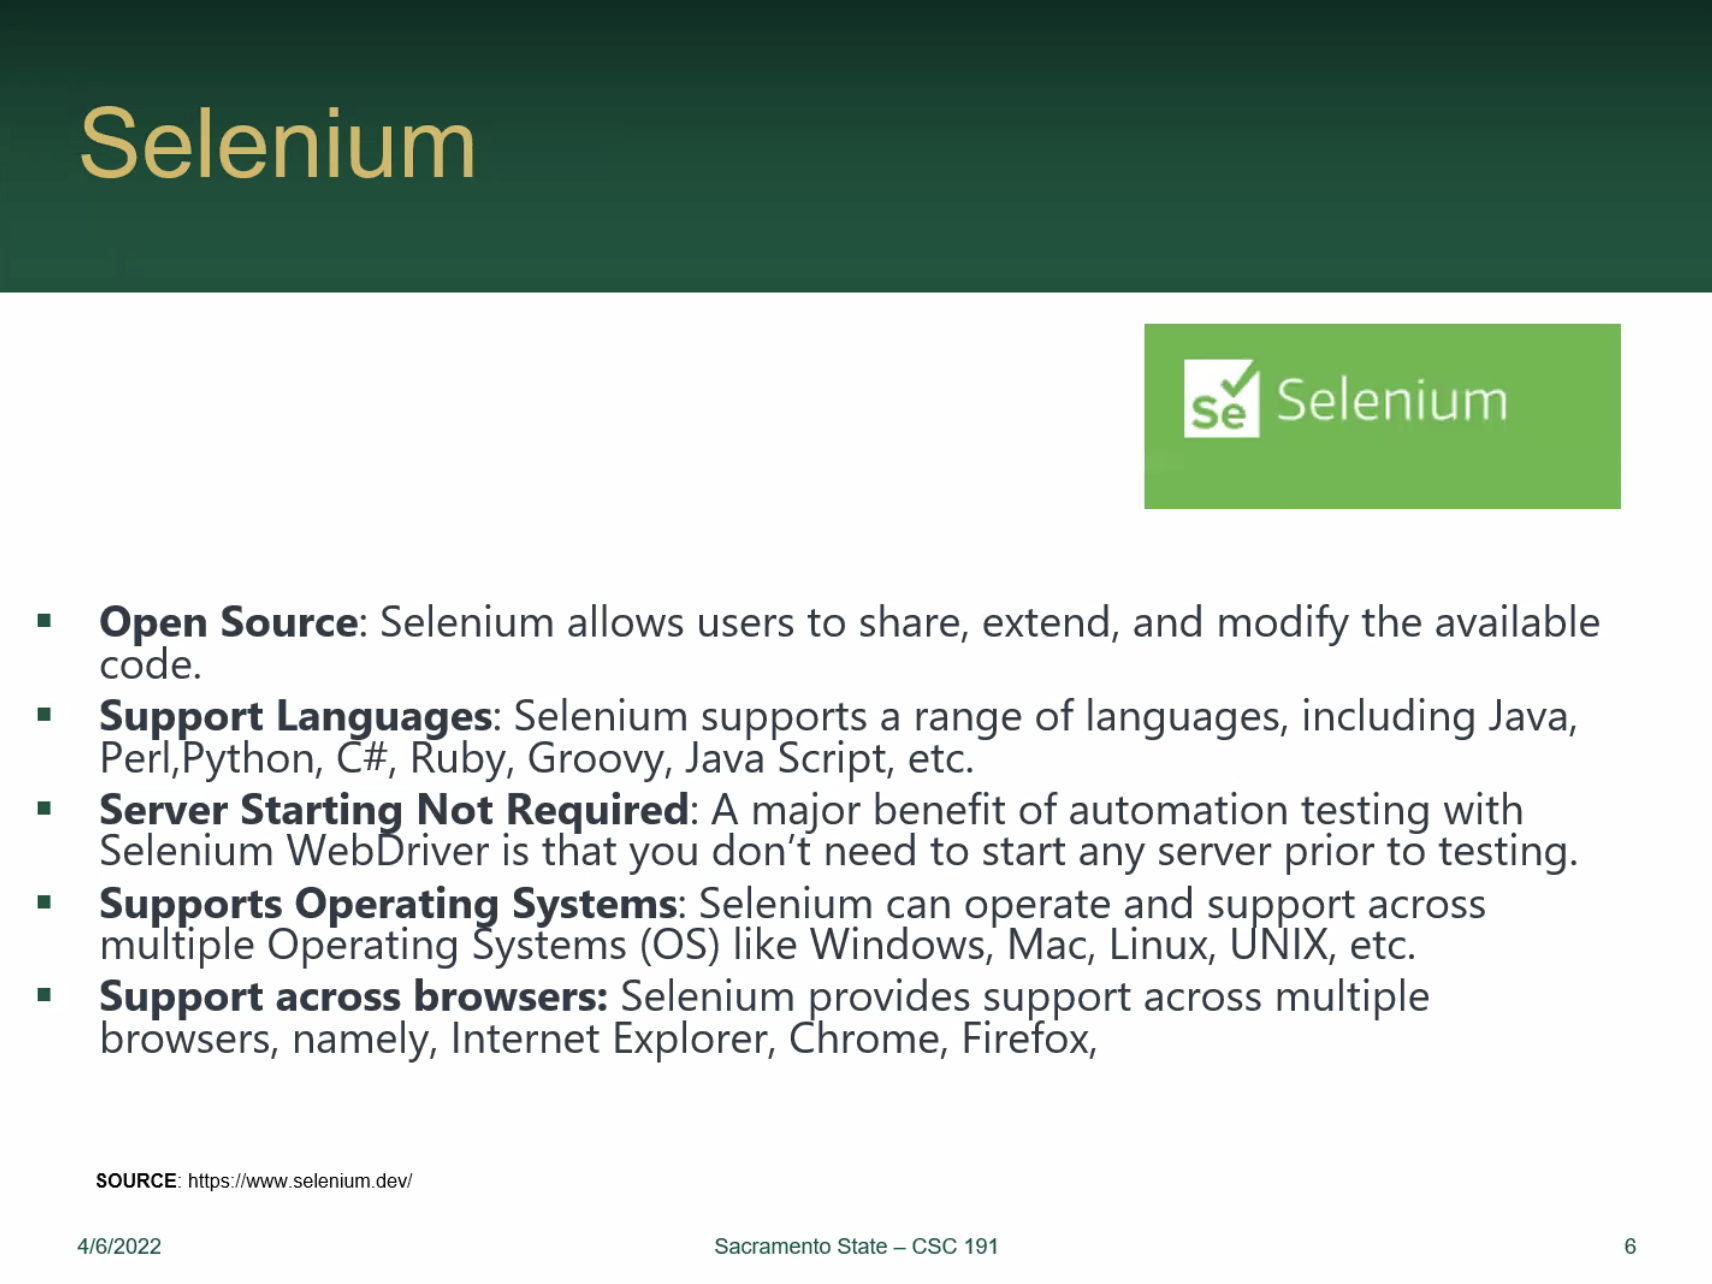 Selenium
Se Selenium
▪ Open Source: Selenium allows users to share, extend, and modify the available
code.
▪ Support Languages: Selenium supports a range of languages, including Java,
Perl,Python, C#, Ruby, Groovy, Java Script, etc.
▪ Server Starting Not Required: A major benefit of automation testing with
Selenium WebDriver is that you don’t need to start any server prior to testing.
▪ Supports Operating Systems: Selenium can operate and support across
multiple Operating Systems (OS) like Windows, Mac, Linux, UNIX, etc.
▪ Support across browsers: Selenium provides support across multiple
browsers, namely, Internet Explorer, Chrome, Firefox,
SOURCE: https://www.selenium.dev/
4/6/2022 Sacramento State – CSC 191 6